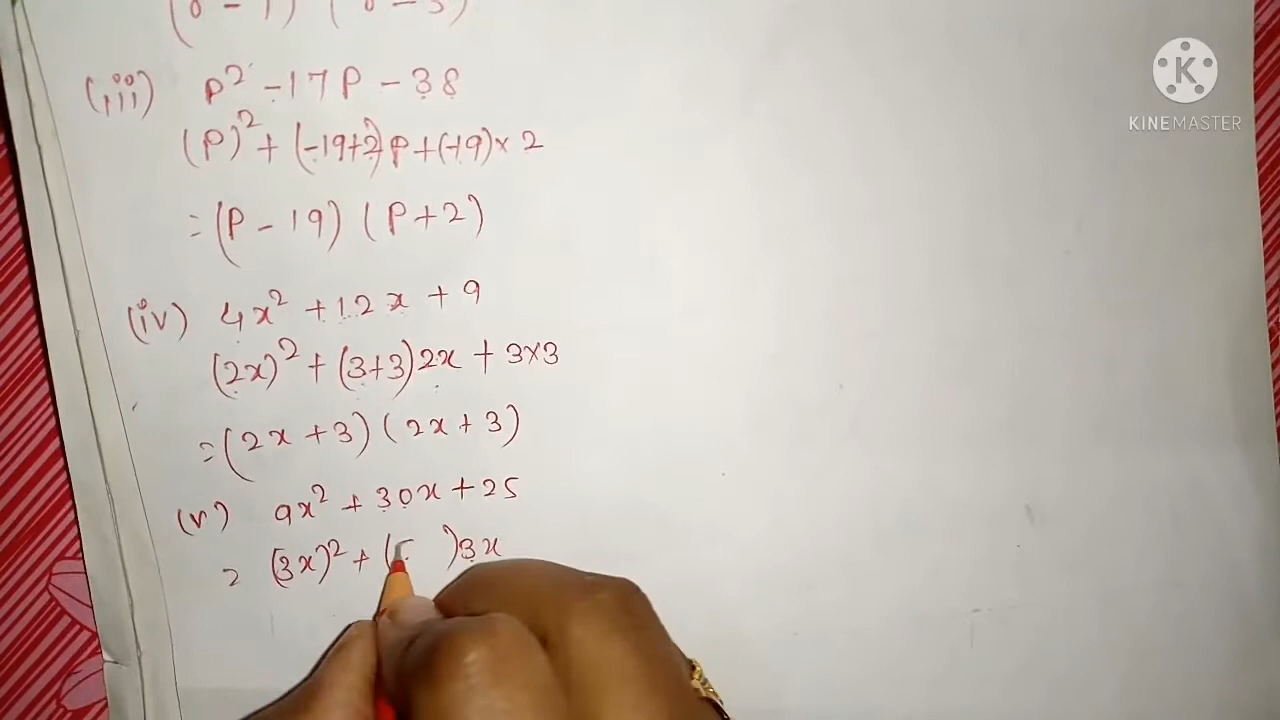 (iii) p² - 17p - 38
(p)² + (-19+2)p + (-19) × 2
= (p - 19) (p + 2)
(iv) 4x² + 12x + 9
(2x)² + (3+3)2x + 3×3
= (2x + 3) (2x + 3)
(v) 9x² + 30x + 25
= (3x)² + (5 )3x
K
KINEMASTER